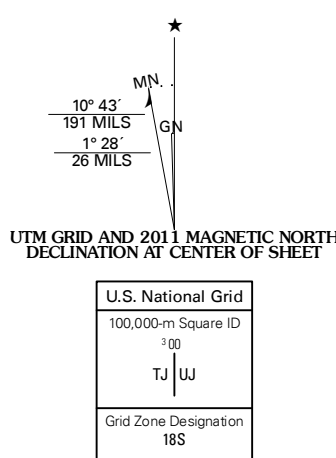 ★
MN
GN
10° 43´
191 MILS
1° 28´
26 MILS
UTM GRID AND 2011 MAGNETIC NORTH
DECLINATION AT CENTER OF SHEET
U.S. National Grid
100,000-m Square ID
³00
TJ UJ
Grid Zone Designation
18S